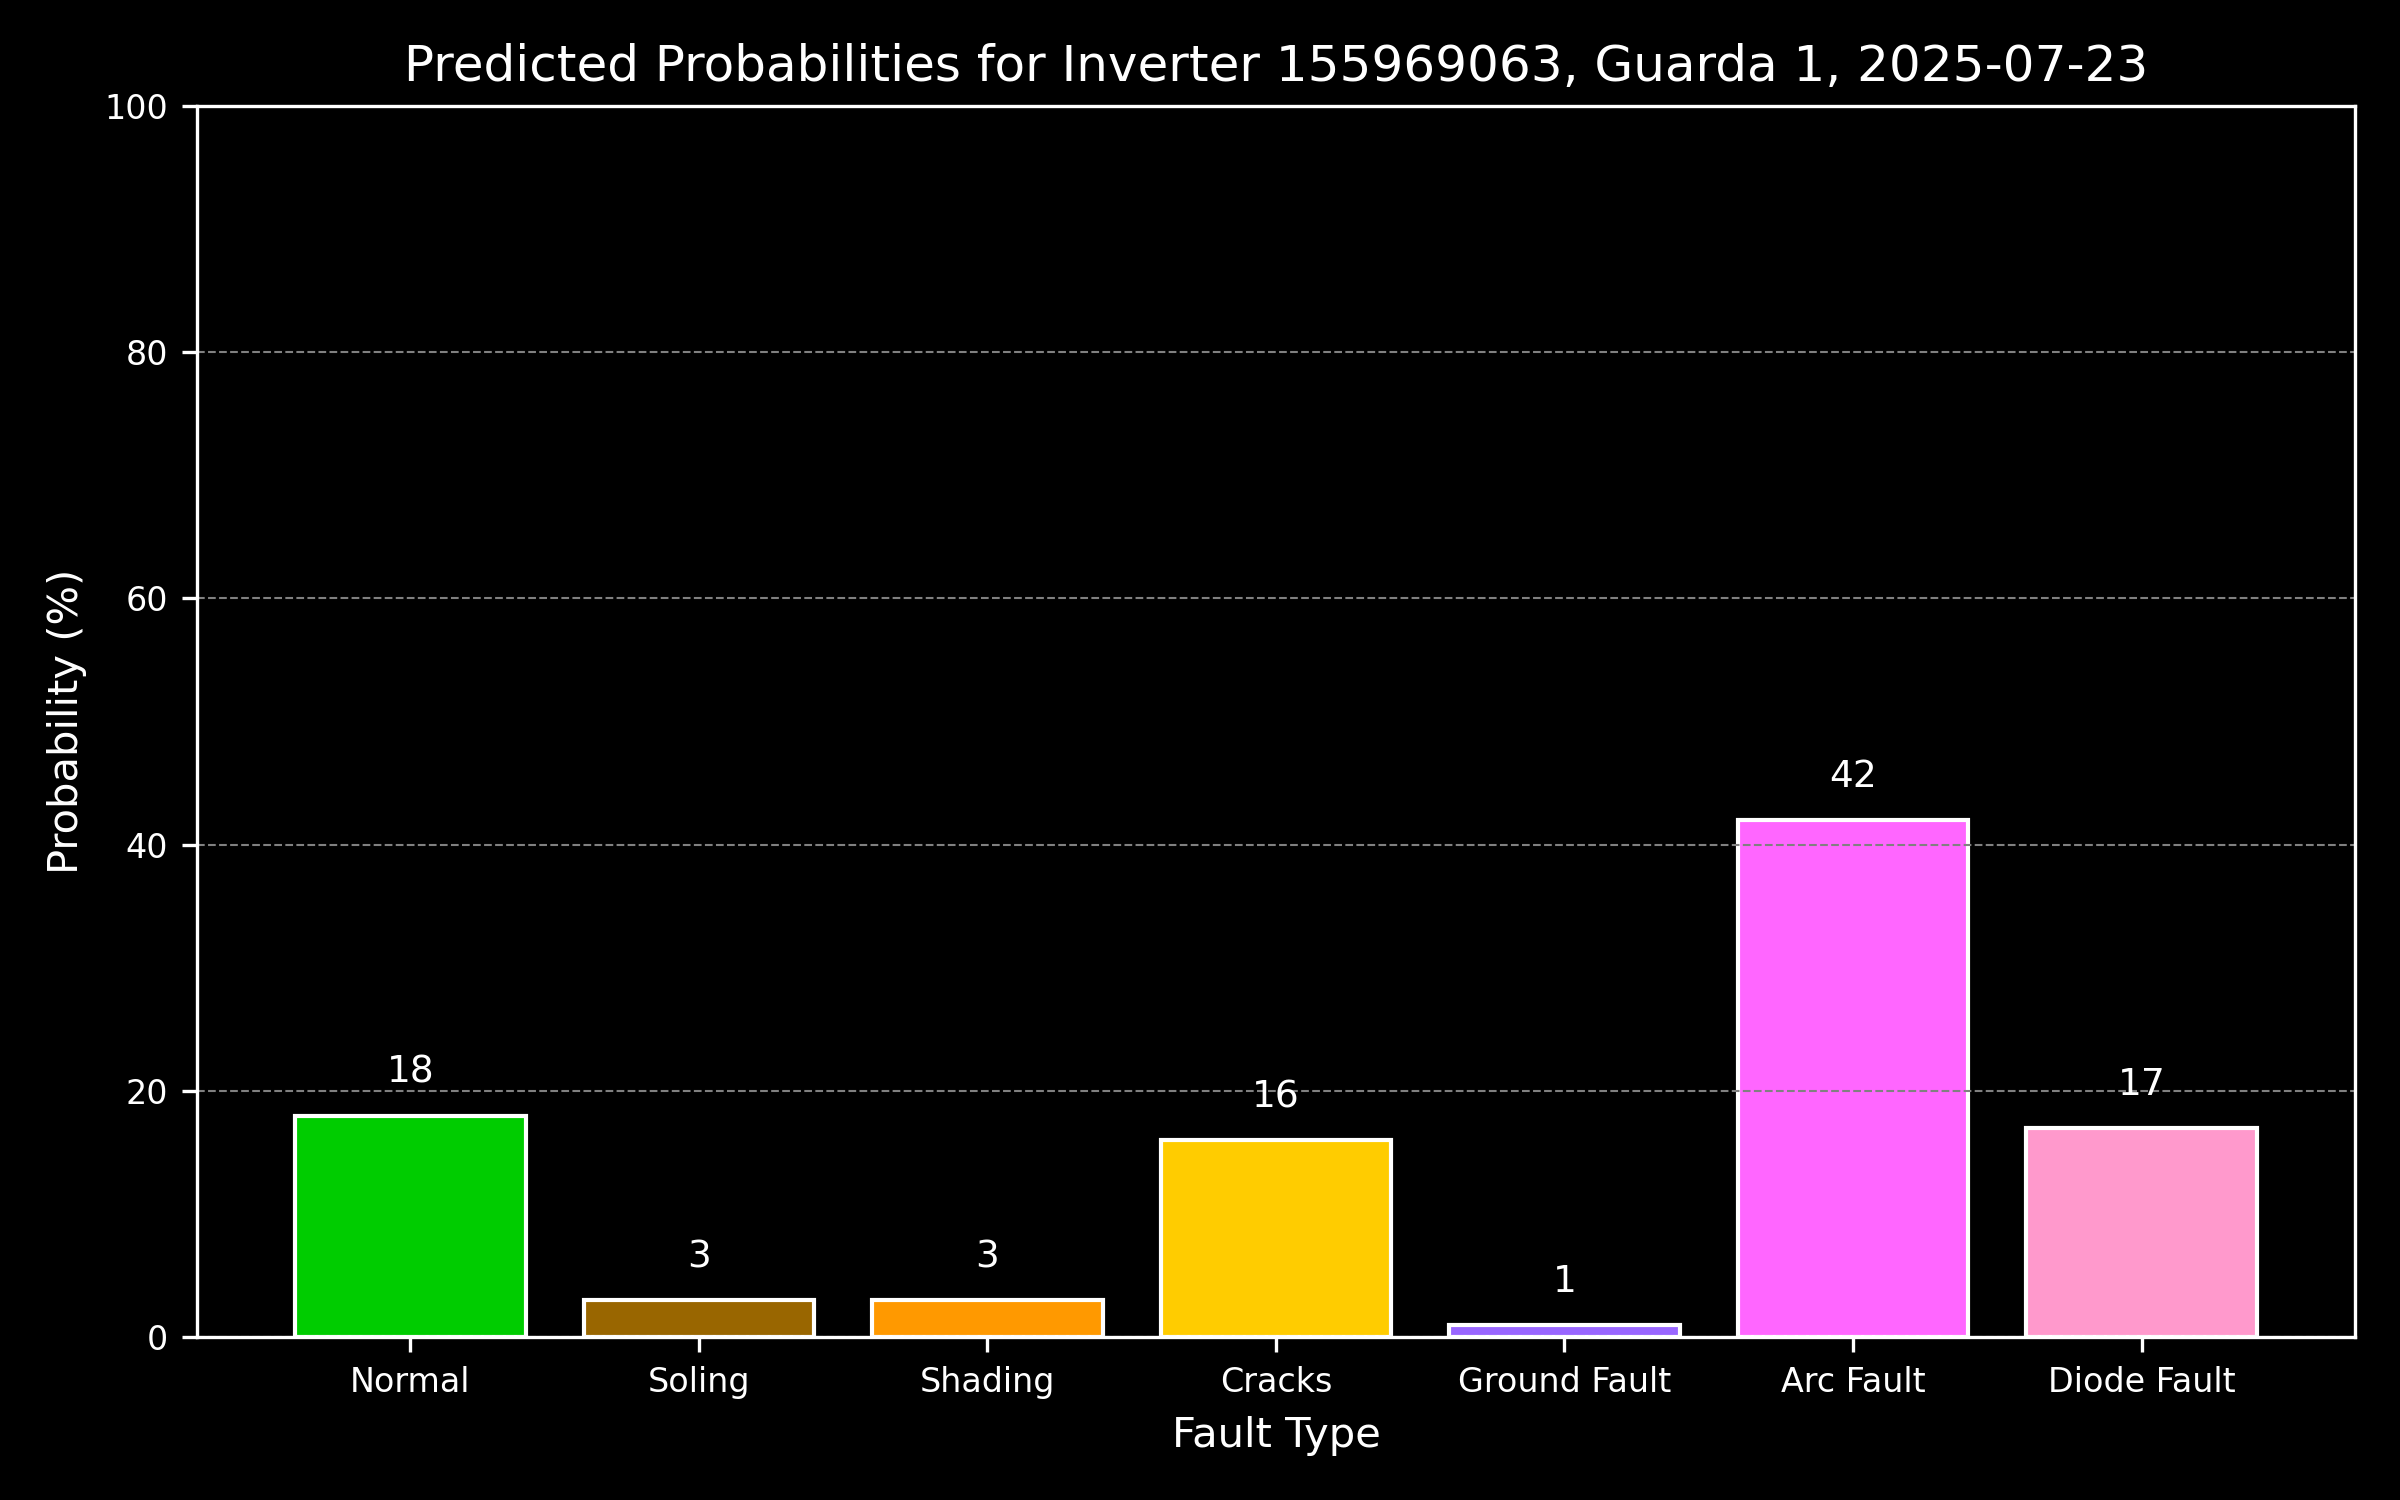 Predicted Probabilities for Inverter 155969063, Guarda 1, 2025-07-23
100
80
60
40
20
0
Probability (%)
18
3
3
16
1
42
17
Normal
Soling
Shading
Cracks
Ground Fault
Arc Fault
Diode Fault
Fault Type